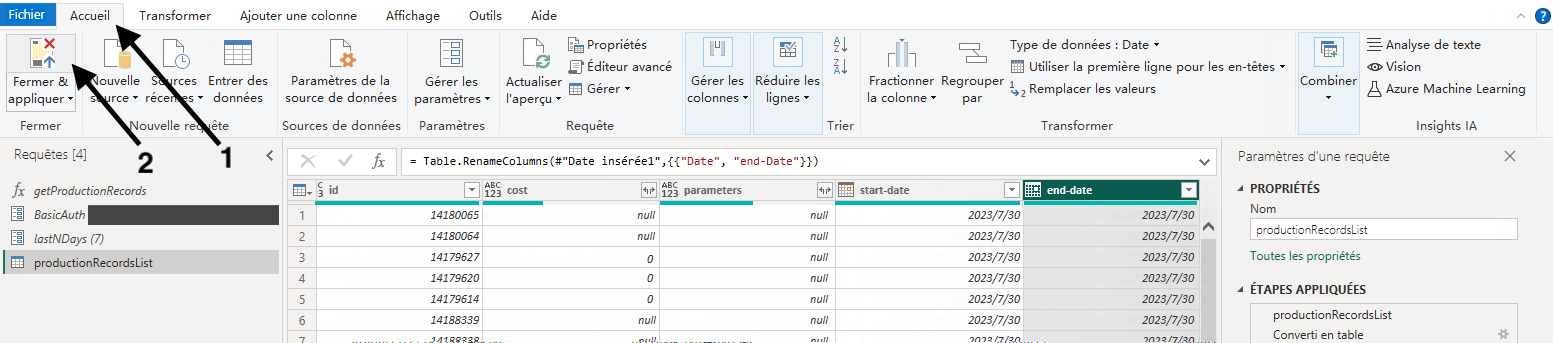 Fichier Accueil Transformer Ajouter une colonne Affichage Outils Aide
Fermer & appliquer
Nouvelle source
Sources récentes
Entrer des données
Paramètres de la source de données
Gérer les paramètres
Actualiser l'aperçu
Propriétés
Éditeur avancé
Gérer
Gérer les colonnes
Réduire les lignes
Fractionner la colonne
Regrouper par
Type de données : Date
Utiliser la première ligne pour les en-têtes
Remplacer les valeurs
Combiner
Analyse de texte
Vision
Azure Machine Learning
Fermer Nouvelle requête Sources de données Paramètres Requête Trier Transformer Insights IA
1
2
Requêtes [4]
getProductionRecords
BasicAuth
lastNDays (7)
productionRecordsList
= Table.RenameColumns(#"Date insérée1",{{"Date", "end-Date"}})
id cost parameters start-date end-date
1 14180065 null null 2023/7/30 2023/7/30
2 14180064 null null 2023/7/30 2023/7/30
3 14179627 0 null 2023/7/30 2023/7/30
4 14179620 0 null 2023/7/30 2023/7/30
5 14179614 0 null 2023/7/30 2023/7/30
6 14188339 null null 2023/7/30 2023/7/30
7 14188338 null null 2023/7/30 2023/7/30
Paramètres d'une requête
PROPRIÉTÉS
Nom
productionRecordsList
Toutes les propriétés
ÉTAPES APPLIQUÉES
productionRecordsList
Converti en table